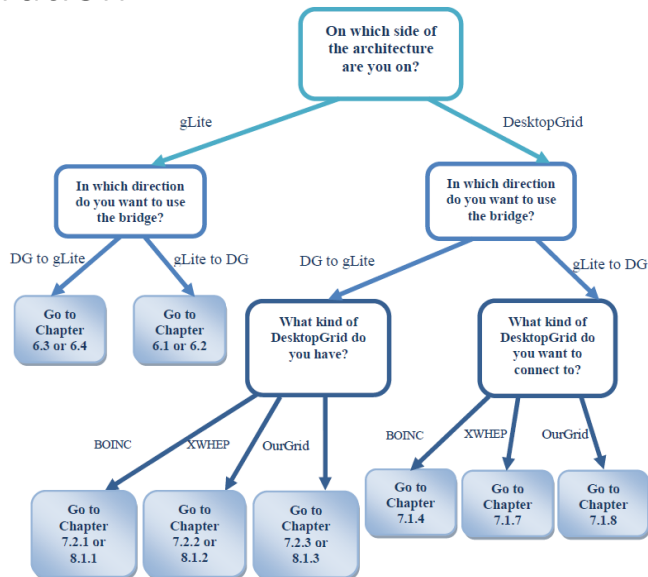 On which side of
the architecture
are you on?
gLite
DesktopGrid
In which direction
do you want to use
the bridge?
In which direction
do you want to use
the bridge?
DG to gLite
gLite to DG
DG to gLite
gLite to DG
Go to
Chapter
6.3 or 6.4
Go to
Chapter
6.1 or 6.2
What kind of
DesktopGrid do
you have?
What kind of
DesktopGrid do
you want to
connect to?
BOINC
XWHEP
OurGrid
BOINC
XWHEP
OurGrid
Go to
Chapter
7.2.1 or
8.1.1
Go to
Chapter
7.2.2 or
8.1.2
Go to
Chapter
7.2.3 or
8.1.3
Go to
Chapter
7.1.4
Go to
Chapter
7.1.7
Go to
Chapter
7.1.8